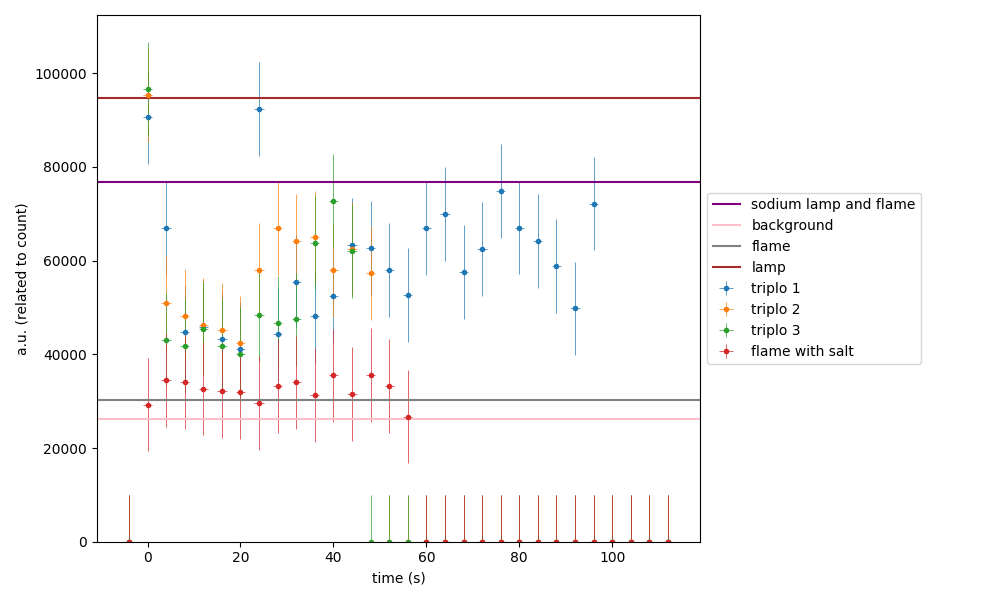 100000
80000
60000
40000
20000
0
a.u. (related to count)
0 20 40 60 80 100
time (s)
sodium lamp and flame
background
flame
lamp
triplo 1
triplo 2
triplo 3
flame with salt